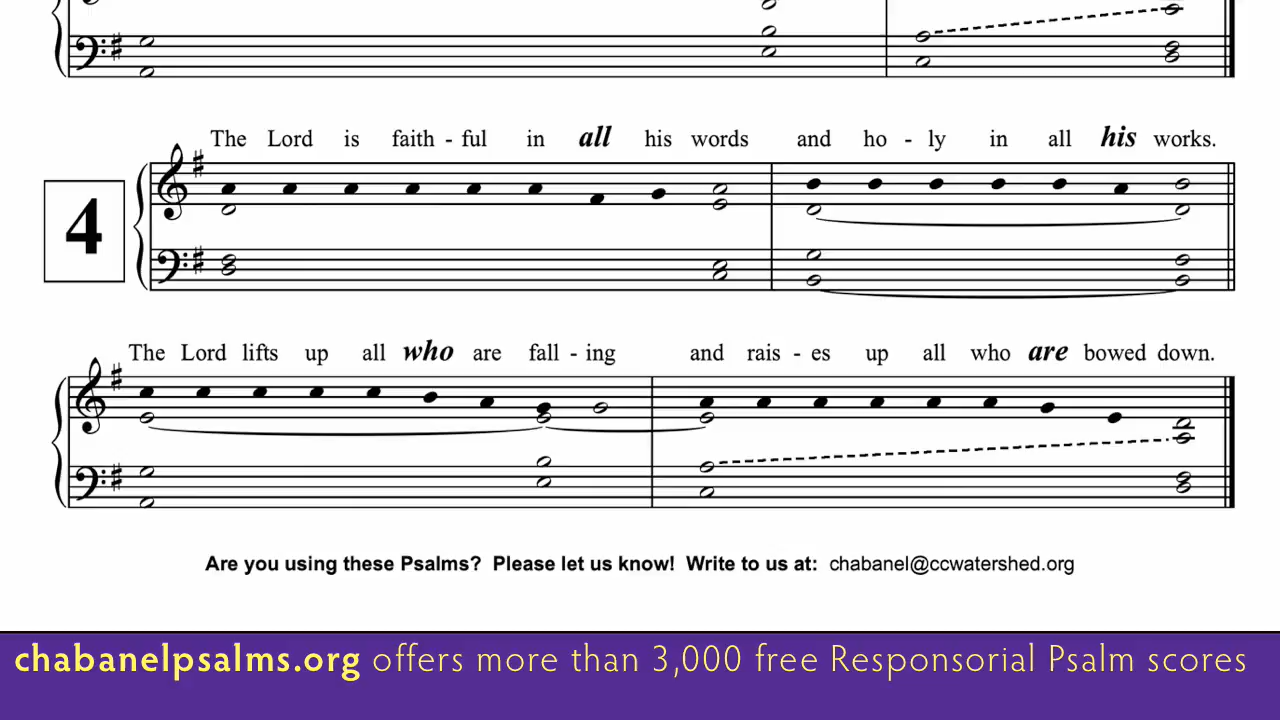 The Lord is faith - ful in all his words and ho - ly in all his works.
4
The Lord lifts up all who are fall - ing and rais - es up all who are bowed down.
Are you using these Psalms? Please let us know! Write to us at: chabanel@ccwatershed.org
chabanelpsalms.org offers more than 3,000 free Responsorial Psalm scores